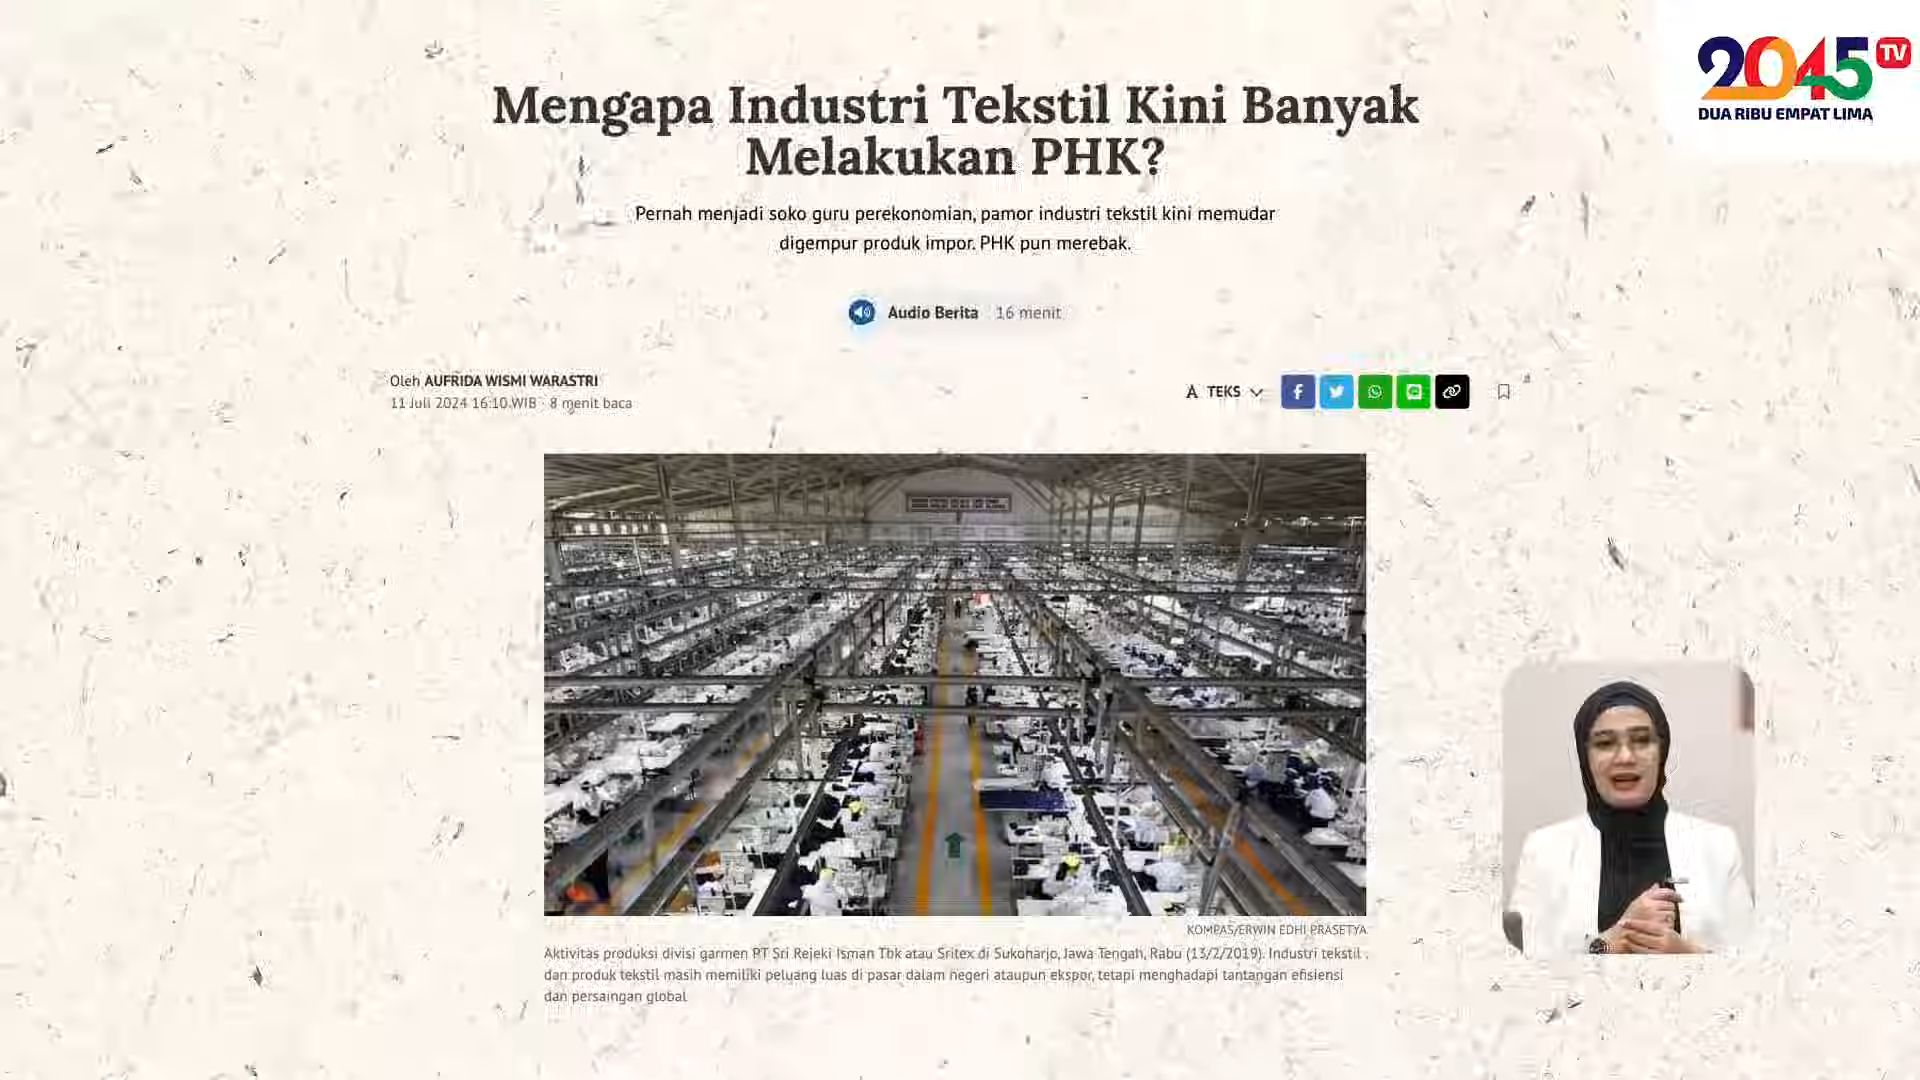 2045 TV
DUA RIBU EMPAT LIMA
Mengapa Industri Tekstil Kini Banyak
Melakukan PHK?
Pernah menjadi soko guru perekonomian, pamor industri tekstil kini memudar
digempur produk impor. PHK pun merebak.
Audio Berita 16 menit
Oleh AUFRIDA WISMI WARASTRI
11 Juli 2024 16:10 WIB · 8 menit baca
A TEKS
KOMPAS/ERWIN EDHI PRASETYA
Aktivitas produksi divisi garmen PT Sri Rejeki Isman Tbk atau Sritex di Sukoharjo, Jawa Tengah, Rabu (13/2/2019). Industri tekstil
dan produk tekstil masih memiliki peluang luas di pasar dalam negeri ataupun ekspor, tetapi menghadapi tantangan efisiensi
dan persaingan global